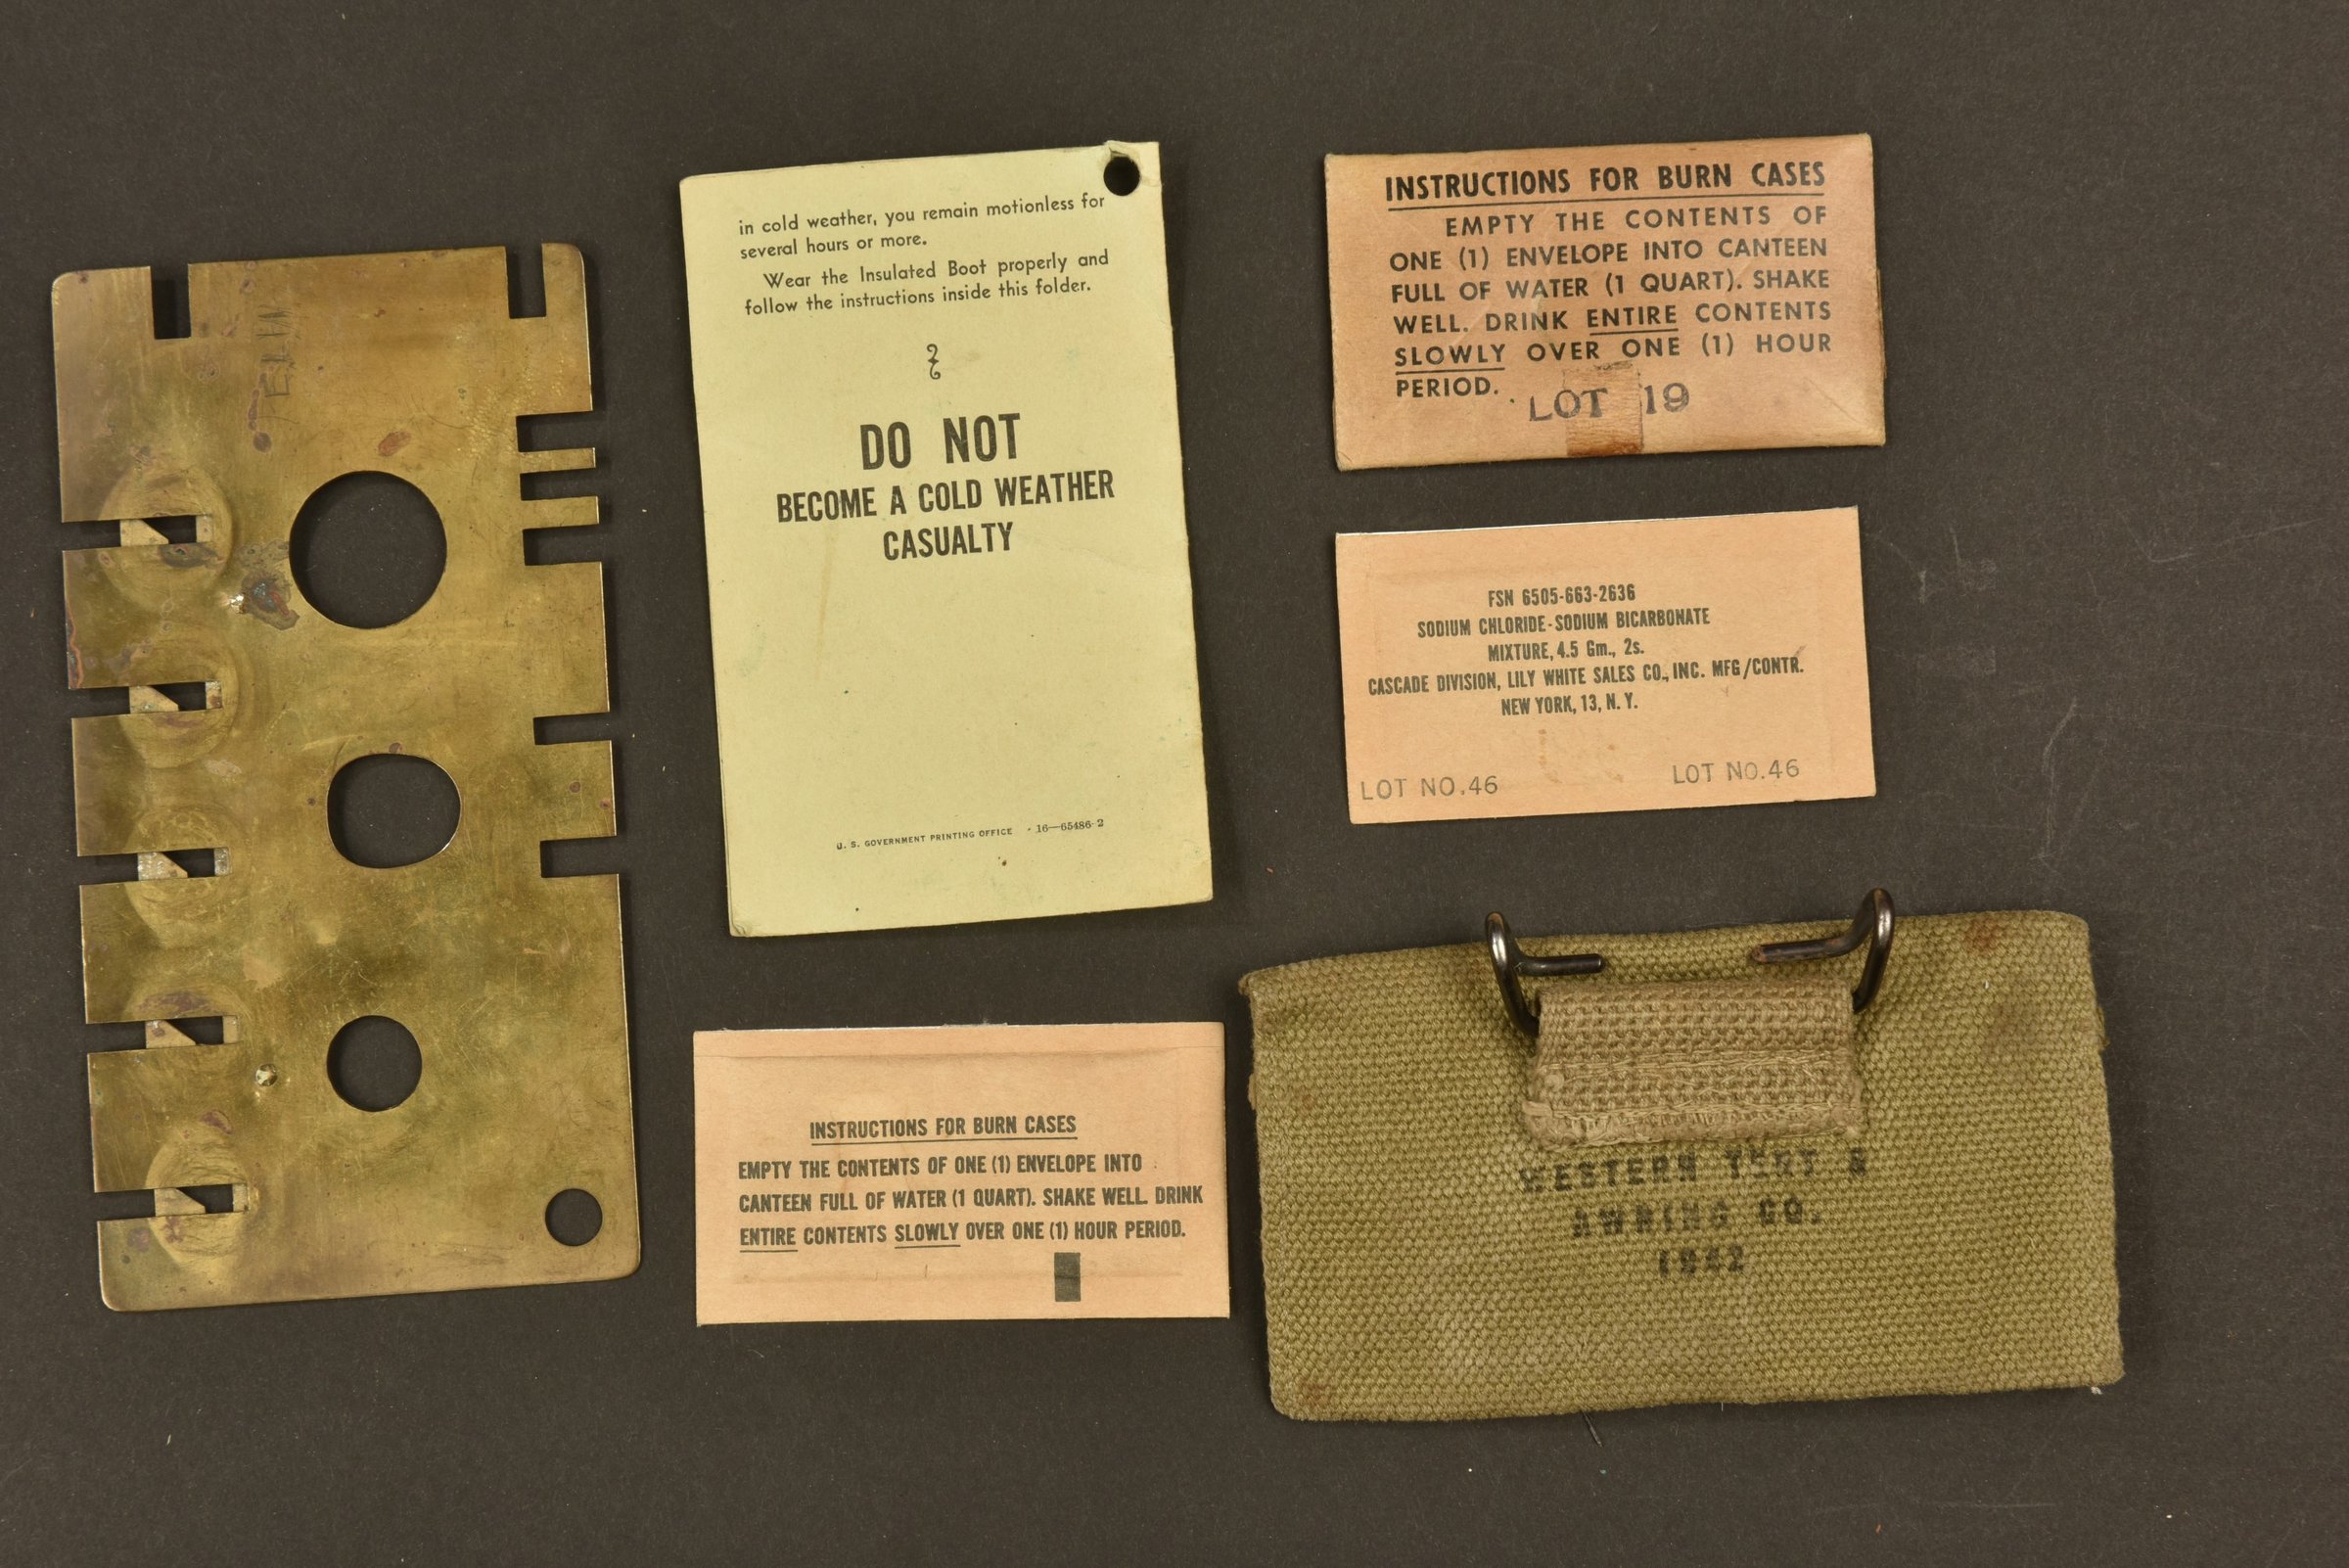 in cold weather, you remain motionless for
several hours or more.
Wear the Insulated Boot properly and
follow the instructions inside this folder.
DO NOT
BECOME A COLD WEATHER
CASUALTY
U. S. GOVERNMENT PRINTING OFFICE 16—65486-2
INSTRUCTIONS FOR BURN CASES
EMPTY THE CONTENTS OF
ONE (1) ENVELOPE INTO CANTEEN
FULL OF WATER (1 QUART). SHAKE
WELL. DRINK ENTIRE CONTENTS
SLOWLY OVER ONE (1) HOUR
PERIOD.
LOT 19
FSN 6505-663-2636
SODIUM CHLORIDE-SODIUM BICARBONATE
MIXTURE, 4.5 Gm., 2s.
CASCADE DIVISION, LILY WHITE SALES CO., INC. MFG/CONTR.
NEW YORK, 13, N. Y.
LOT NO.46 LOT NO.46
INSTRUCTIONS FOR BURN CASES
EMPTY THE CONTENTS OF ONE (1) ENVELOPE INTO
CANTEEN FULL OF WATER (1 QUART). SHAKE WELL. DRINK
ENTIRE CONTENTS SLOWLY OVER ONE (1) HOUR PERIOD.
WESTERN TENT &
AWNING CO.
1942